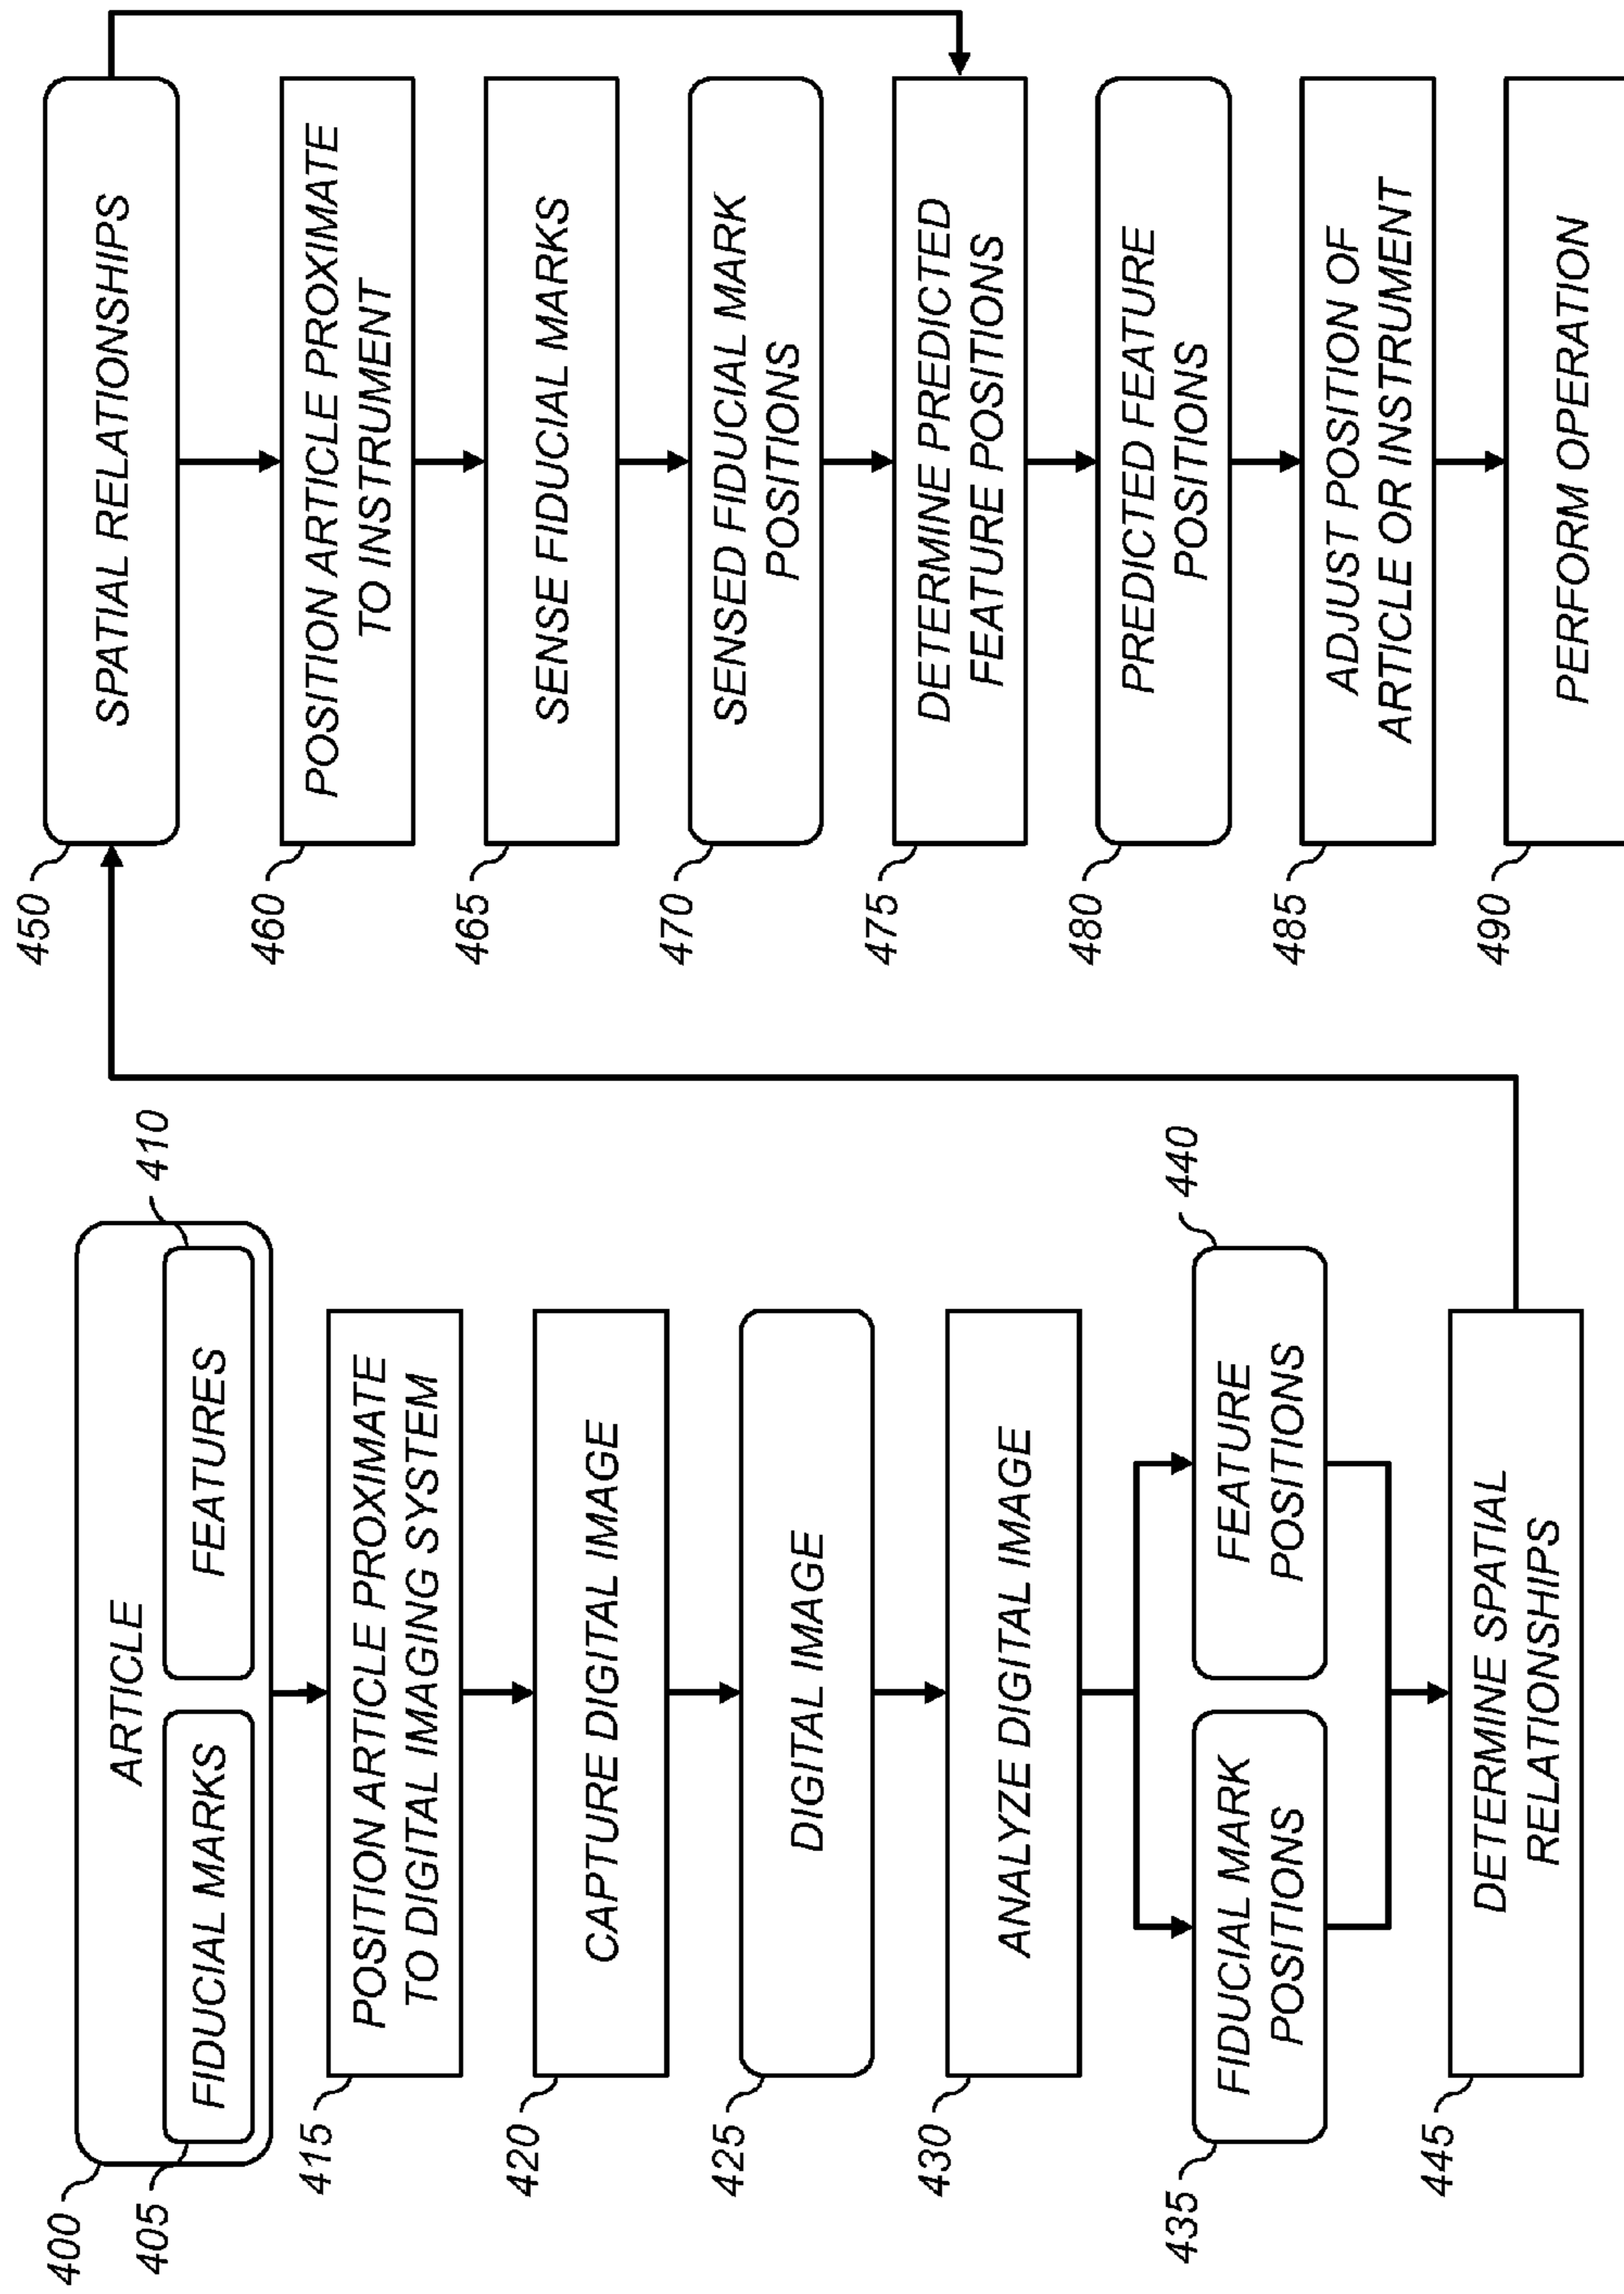 400
ARTICLE
405
FIDUCIAL MARKS
410
FEATURES
415
POSITION ARTICLE PROXIMATE
TO DIGITAL IMAGING SYSTEM
420
CAPTURE DIGITAL IMAGE
425
DIGITAL IMAGE
430
ANALYZE DIGITAL IMAGE
435
FIDUCIAL MARK
POSITIONS
440
FEATURE
POSITIONS
445
DETERMINE SPATIAL
RELATIONSHIPS
450
SPATIAL RELATIONSHIPS
460
POSITION ARTICLE PROXIMATE
TO INSTRUMENT
465
SENSE FIDUCIAL MARKS
470
SENSED FIDUCIAL MARK
POSITIONS
475
DETERMINE PREDICTED
FEATURE POSITIONS
480
PREDICTED FEATURE
POSITIONS
485
ADJUST POSITION OF
ARTICLE OR INSTRUMENT
490
PERFORM OPERATION